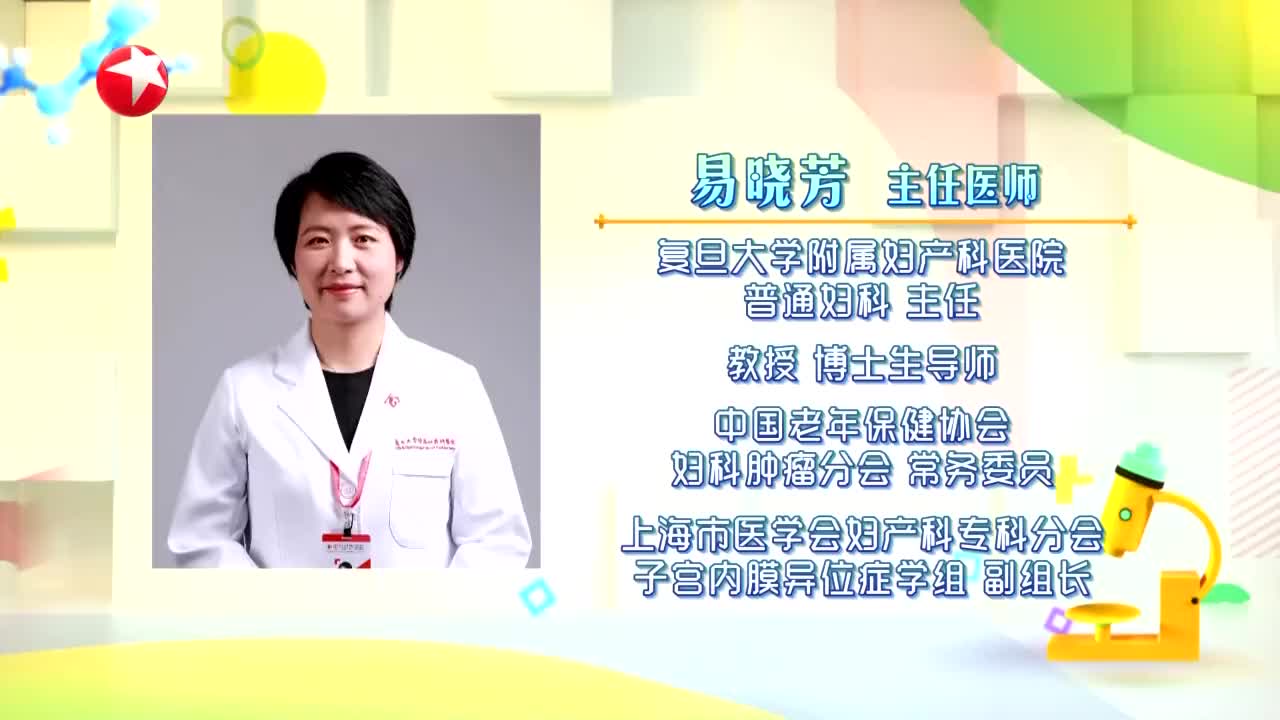 易晓芳 主任医师
复旦大学附属妇产科医院
普通妇科 主任
教授 博士生导师
中国老年保健协会
妇科肿瘤分会 常务委员
上海市医学会妇产科专科分会
子宫内膜异位症学组 副组长